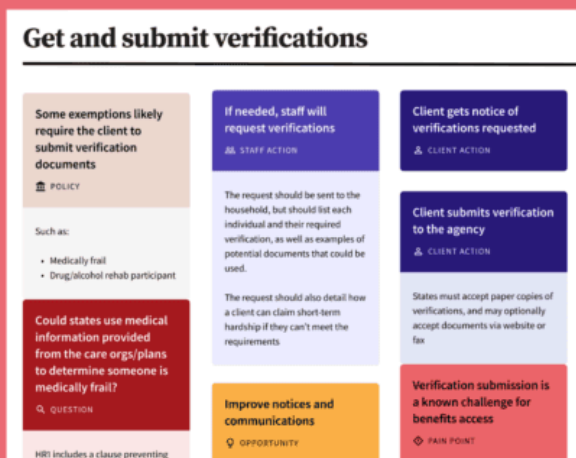 Get and submit verifications
Some exemptions likely
require the client to
submit verification
documents
POLICY
Such as:
• Medically frail
• Drug/alcohol rehab participant
Could states use medical
information provided
from the care orgs/plans
to determine someone is
medically frail?
QUESTION
HR1 includes a clause preventing
If needed, staff will
request verifications
STAFF ACTION
The request should be sent to the
household, but should list each
individual and their required
verification, as well as examples of
potential documents that could be
used.
The request should also detail how
a client can claim short-term
hardship if they can't meet the
requirements
Improve notices and
communications
OPPORTUNITY
Client gets notice of
verifications requested
CLIENT ACTION
Client submits verification
to the agency
CLIENT ACTION
States must accept paper copies of
verifications, and may optionally
accept documents via website or
fax
Verification submission is
a known challenge for
benefits access
PAIN POINT